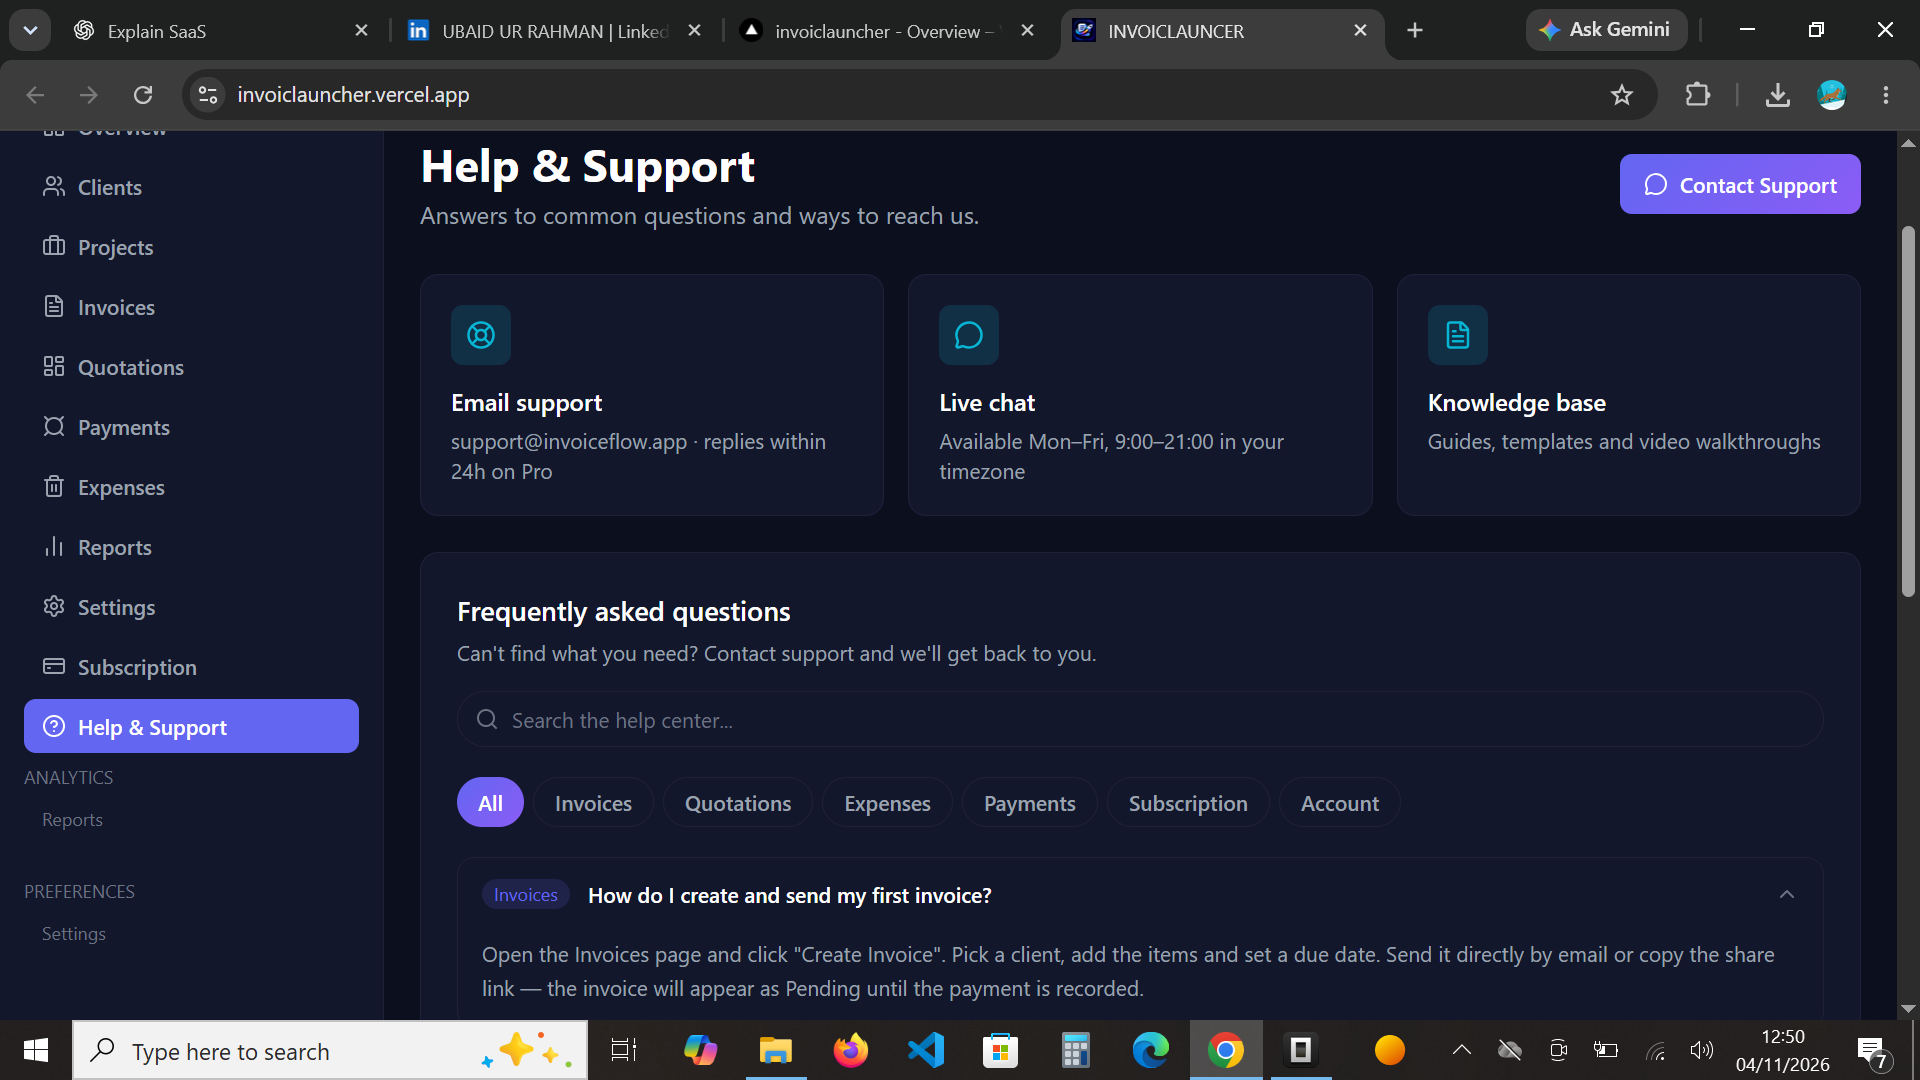 Explain SaaS
UBAID UR RAHMAN | Linked
invoiclauncher - Overview –
INVOICLAUNCER
Ask Gemini
invoiclauncher.vercel.app
Overview
Clients
Projects
Invoices
Quotations
Payments
Expenses
Reports
Settings
Subscription
Help & Support
ANALYTICS
Reports
PREFERENCES
Settings
Help & Support
Answers to common questions and ways to reach us.
Contact Support
Email support
support@invoiceflow.app · replies within
24h on Pro
Live chat
Available Mon–Fri, 9:00–21:00 in your
timezone
Knowledge base
Guides, templates and video walkthroughs
Frequently asked questions
Can't find what you need? Contact support and we'll get back to you.
Search the help center...
All
Invoices
Quotations
Expenses
Payments
Subscription
Account
Invoices
How do I create and send my first invoice?
Open the Invoices page and click "Create Invoice". Pick a client, add the items and set a due date. Send it directly by email or copy the share
link — the invoice will appear as Pending until the payment is recorded.
Type here to search
12:50
04/11/2026
7